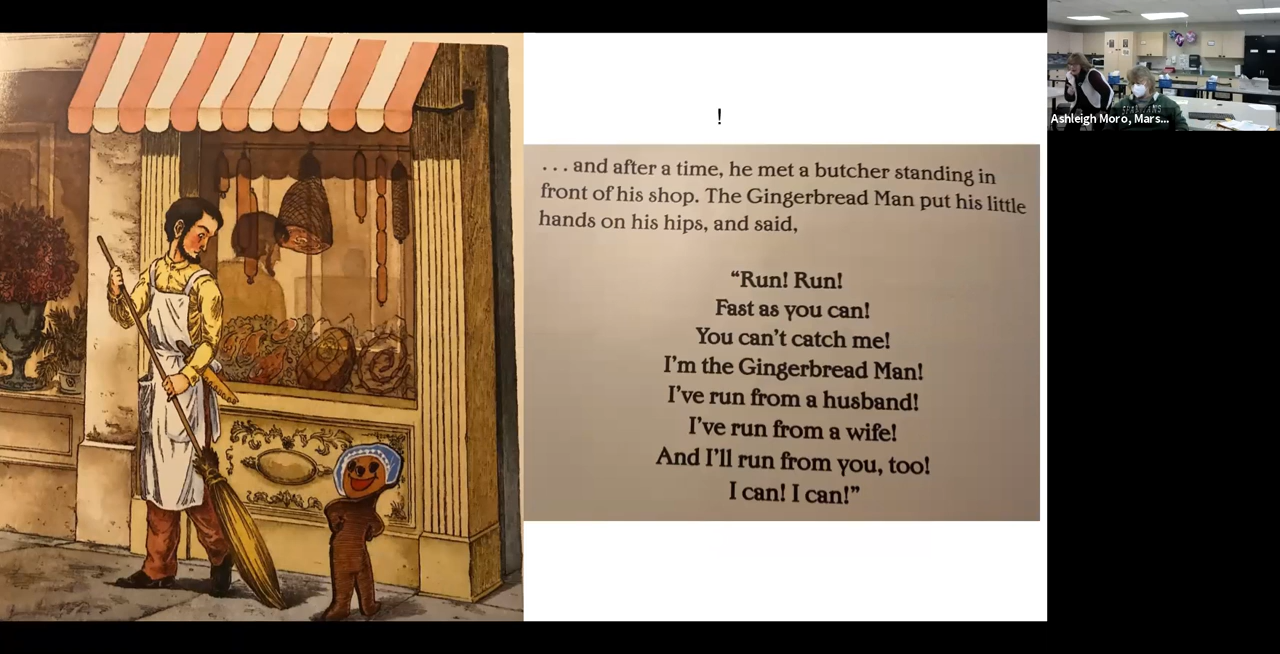 !
...and after a time, he met a butcher standing in
front of his shop. The Gingerbread Man put his little
hands on his hips, and said,
“Run! Run!
Fast as you can!
You can’t catch me!
I’m the Gingerbread Man!
I’ve run from a husband!
I’ve run from a wife!
And I’ll run from you, too!
I can! I can!”
Ashleigh Moro, Mars...